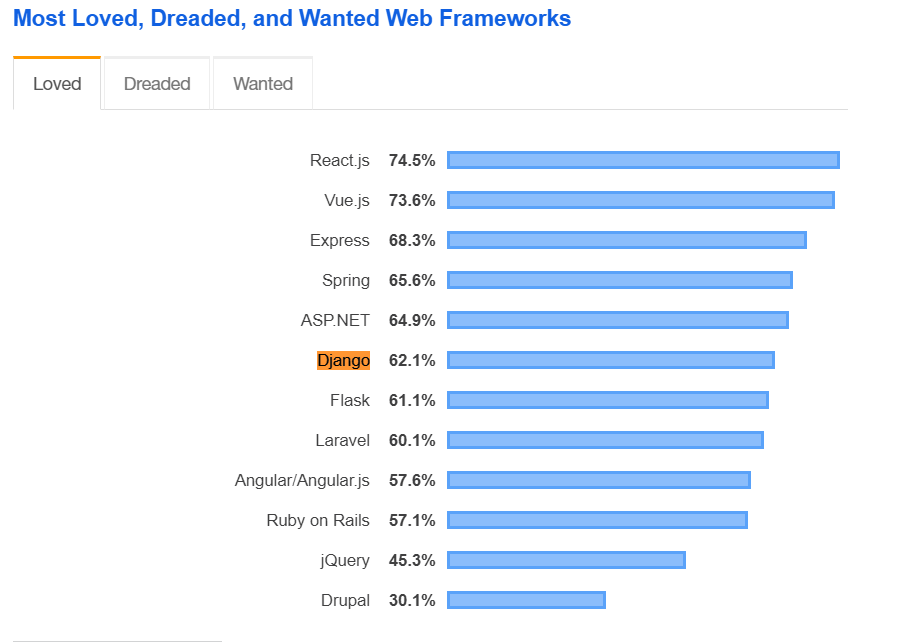 Most Loved, Dreaded, and Wanted Web Frameworks
Loved Dreaded Wanted
React.js 74.5%
Vue.js 73.6%
Express 68.3%
Spring 65.6%
ASP.NET 64.9%
Django 62.1%
Flask 61.1%
Laravel 60.1%
Angular/Angular.js 57.6%
Ruby on Rails 57.1%
jQuery 45.3%
Drupal 30.1%